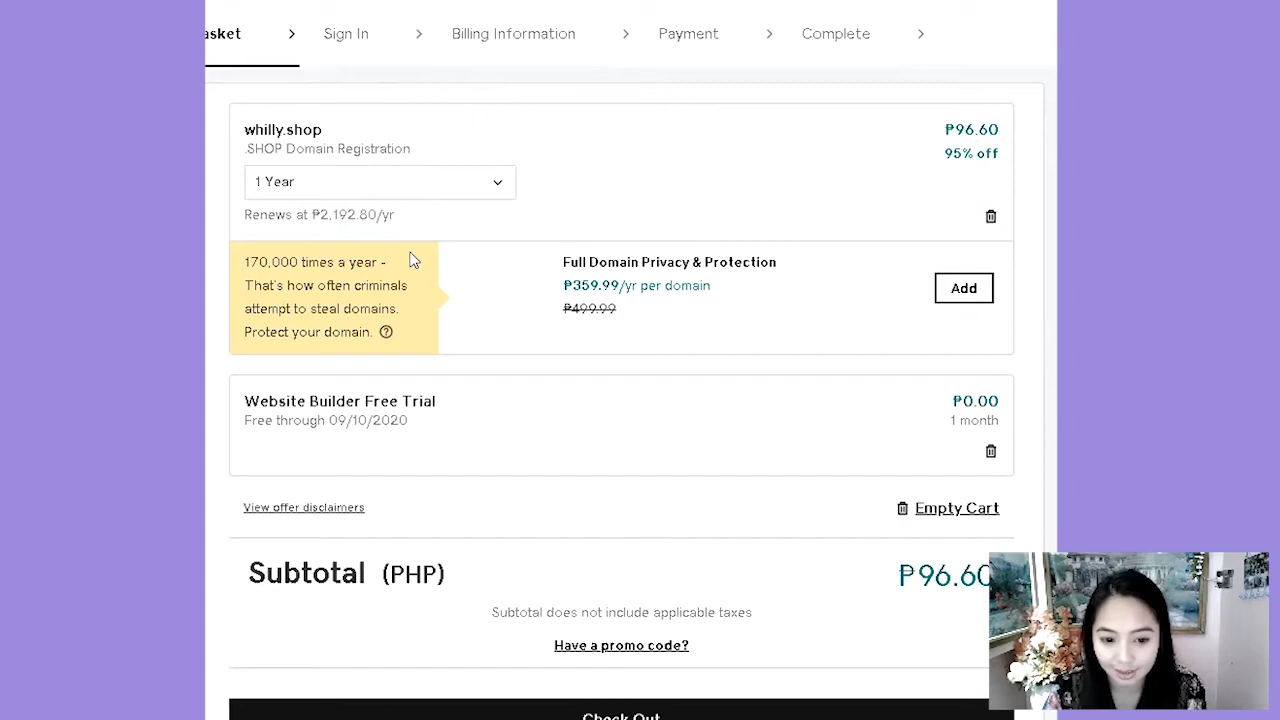 asket > Sign In > Billing Information > Payment > Complete >
whilly.shop ₱96.60
.SHOP Domain Registration 95% off
1 Year
Renews at ₱2,192.80/yr
170,000 times a year -
That's how often criminals
attempt to steal domains.
Protect your domain. ?
Full Domain Privacy & Protection
₱359.99/yr per domain
₱499.99
Add
Website Builder Free Trial ₱0.00
Free through 09/10/2020 1 month
View offer disclaimers Empty Cart
Subtotal (PHP) ₱96.60
Subtotal does not include applicable taxes
Have a promo code?
Check Out